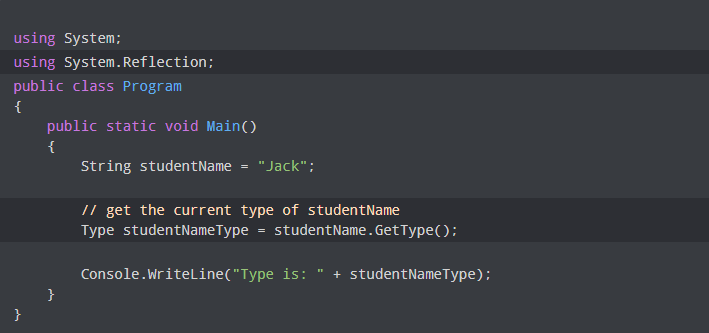 using System;
using System.Reflection;
public class Program
{
    public static void Main()
    {
        String studentName = "Jack";

        // get the current type of studentName
        Type studentNameType = studentName.GetType();

        Console.WriteLine("Type is: " + studentNameType);
    }
}